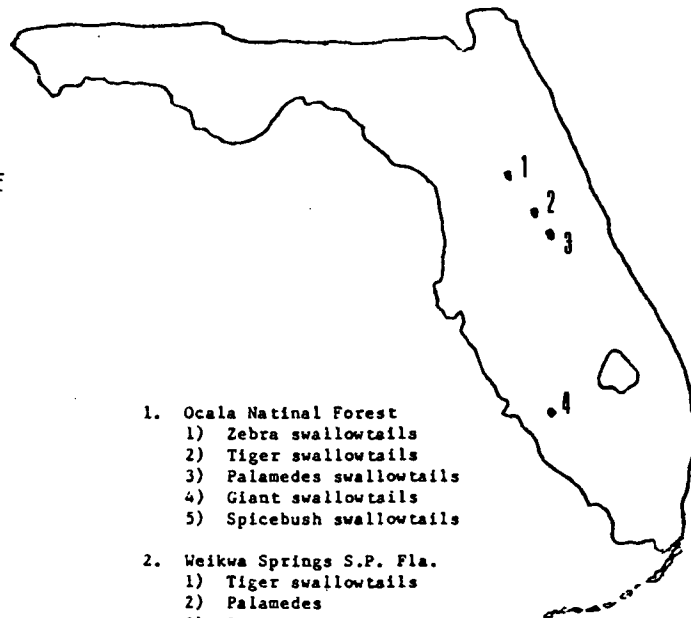 1
2
3
4
1. Ocala Natinal Forest
1) Zebra swallowtails
2) Tiger swallowtails
3) Palamedes swallowtails
4) Giant swallowtails
5) Spicebush swallowtails
2. Weikwa Springs S.P. Fla.
1) Tiger swallowtails
2) Palamedes